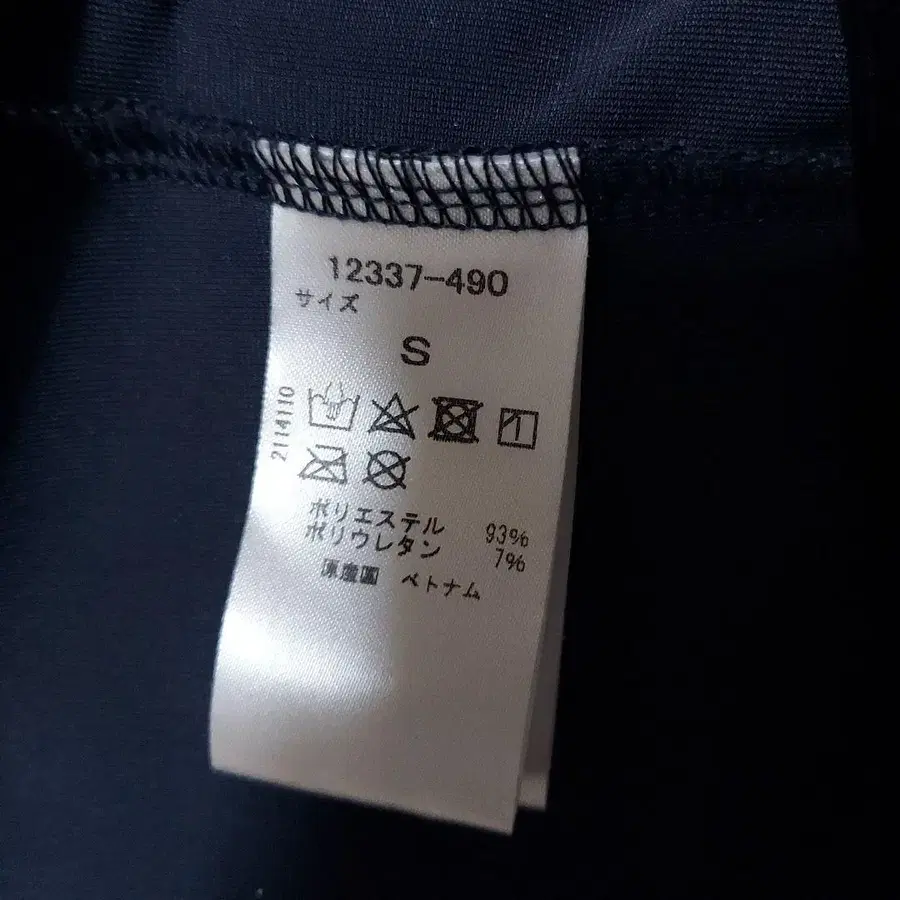 12337-490
サイズ
S
2114110
ポリエステル 93%
ポリウレタン 7%
原産国 ベトナム